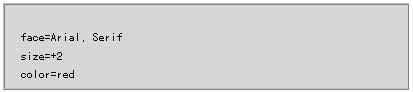 face=Arial, Serif
size=+2
color=red